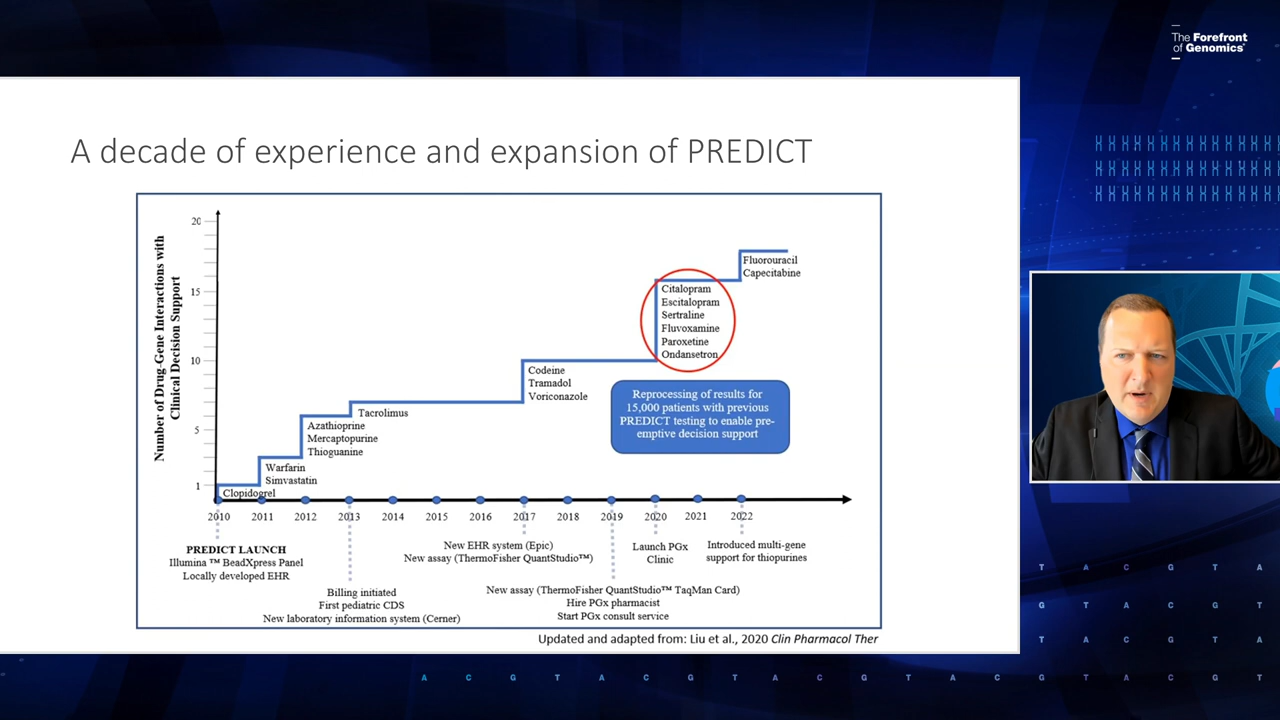 The Forefront
of Genomics®
A decade of experience and expansion of PREDICT
Number of Drug-Gene Interactions with
Clinical Decision Support
20
15
10
5
1
Clopidogrel
Warfarin
Simvastatin
Azathioprine
Mercaptopurine
Thioguanine
Tacrolimus
Codeine
Tramadol
Voriconazole
Citalopram
Escitalopram
Sertraline
Fluvoxamine
Paroxetine
Ondansetron
Fluorouracil
Capecitabine
Reprocessing of results for
15,000 patients with previous
PREDICT testing to enable pre-
emptive decision support
2010 2011 2012 2013 2014 2015 2016 2017 2018 2019 2020 2021 2022
PREDICT LAUNCH
Illumina ™ BeadXpress Panel
Locally developed EHR
Billing initiated
First pediatric CDS
New laboratory information system (Cerner)
New EHR system (Epic)
New assay (ThermoFisher QuantStudio™)
New assay (ThermoFisher QuantStudio™ TaqMan Card)
Hire PGx pharmacist
Start PGx consult service
Launch PGx
Clinic
Introduced multi-gene
support for thiopurines
Updated and adapted from: Liu et al., 2020 Clin Pharmacol Ther
T A C G T A
G T A C G T
T A C G T A
A C G T A C G T A C G T A C G T A C G T